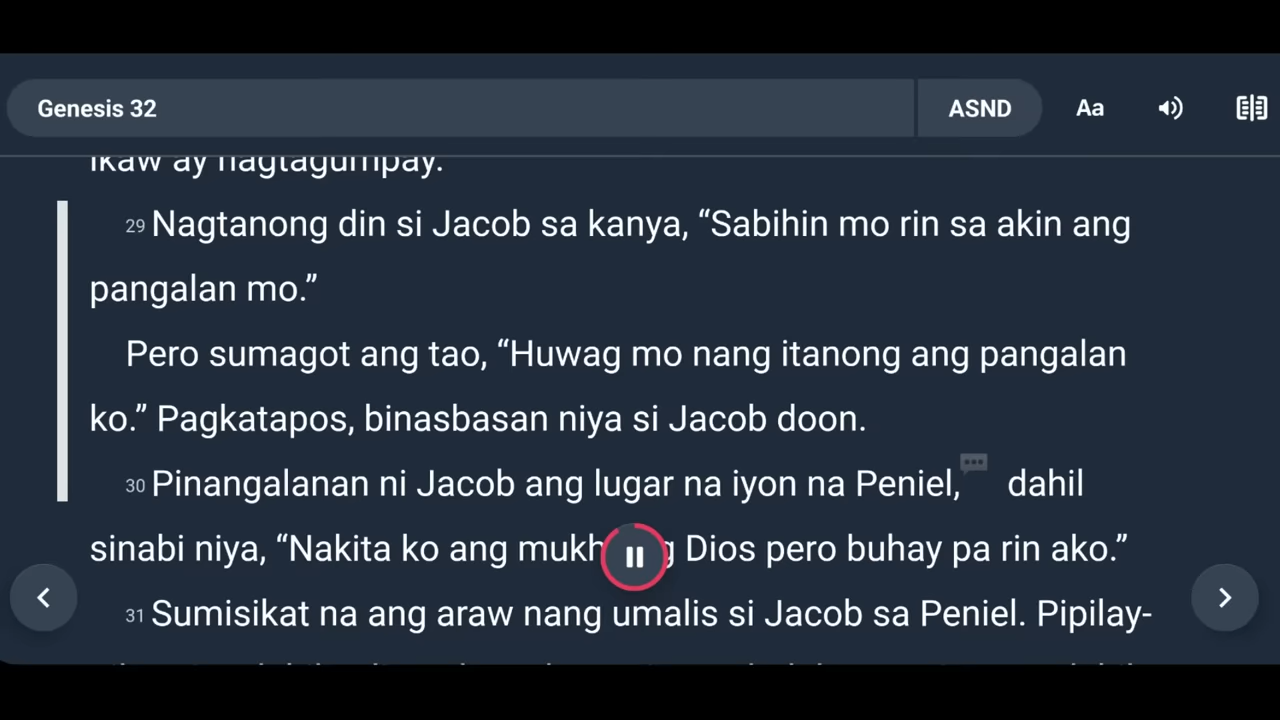 Genesis 32
ASND
Aa
ikaw ay nagtagumpay.
29 Nagtanong din si Jacob sa kanya, “Sabihin mo rin sa akin ang
pangalan mo.”
Pero sumagot ang tao, “Huwag mo nang itanong ang pangalan
ko.” Pagkatapos, binasbasan niya si Jacob doon.
30 Pinangalanan ni Jacob ang lugar na iyon na Peniel, dahil
sinabi niya, “Nakita ko ang Dios pero buhay pa rin ako.”
31 Sumisikat na ang araw nang umalis si Jacob sa Peniel. Pipilay-